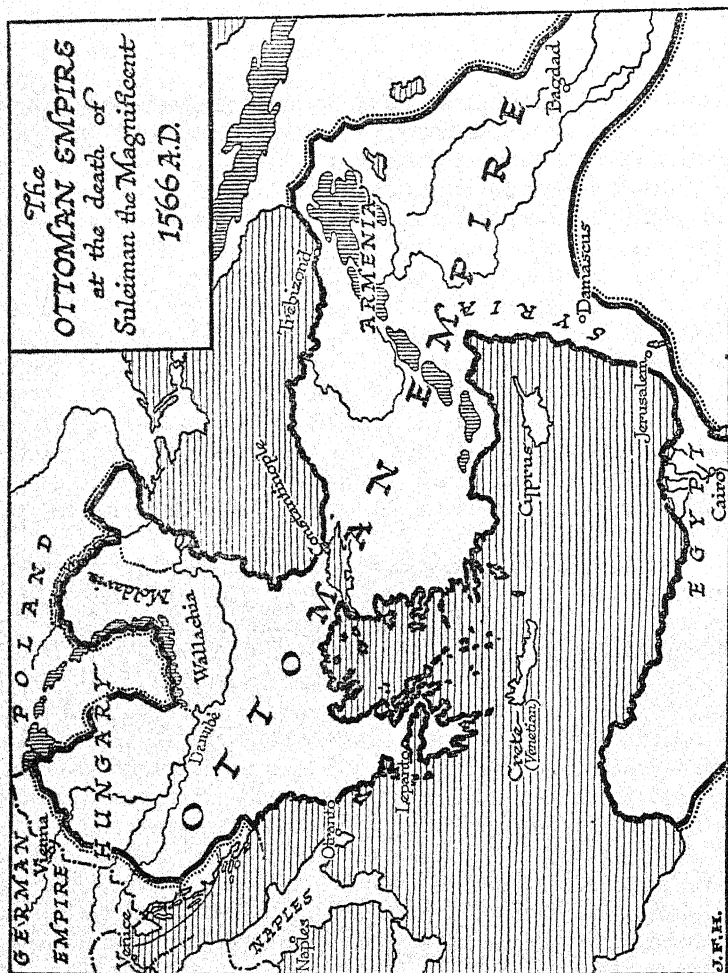 The
OTTOMAN EMPIRE
at the death of
Suleiman the Magnificent
1566 A.D.
GERMAN
EMPIRE
Vienna
POLAND
HUNGARY
Moldavia
Wallachia
Danube
Venice
NAPLES
Naples
Otranto
Lepanto
Constantinople
Trebizond
ARMENIA
OTTOMAN EMPIRE
Bagdad
SYRIA
Damascus
Jerusalem
Cyprus
Crete
(Venetian)
EGYPT
Cairo
J.F.H.